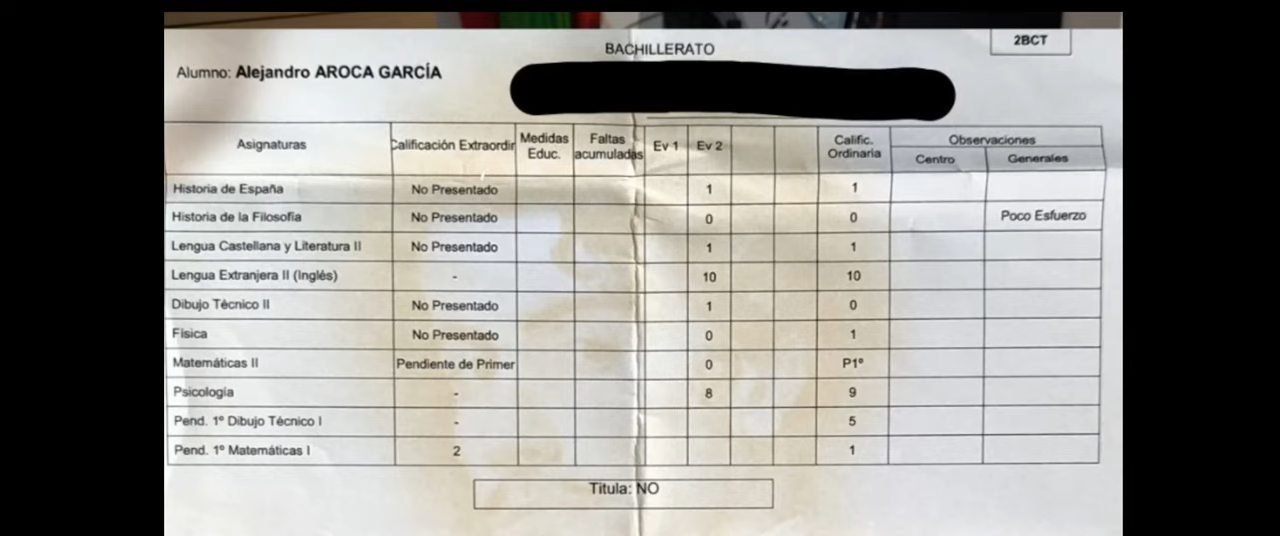 2BCT
BACHILLERATO
Alumno: Alejandro AROCA GARCÍA
Asignaturas Calificación Extraordir Medidas Educ. Faltas acumuladas Ev 1 Ev 2 Calific. Ordinaria Observaciones
Centro Generales
Historia de España No Presentado 1 1
Historia de la Filosofía No Presentado 0 0 Poco Esfuerzo
Lengua Castellana y Literatura II No Presentado 1 1
Lengua Extranjera II (Inglés) - 10 10
Dibujo Técnico II No Presentado 1 0
Física No Presentado 0 1
Matemáticas II Pendiente de Primer 0 P1º
Psicología - 8 9
Pend. 1º Dibujo Técnico I - 5
Pend. 1º Matemáticas I 2 1
Titula: NO